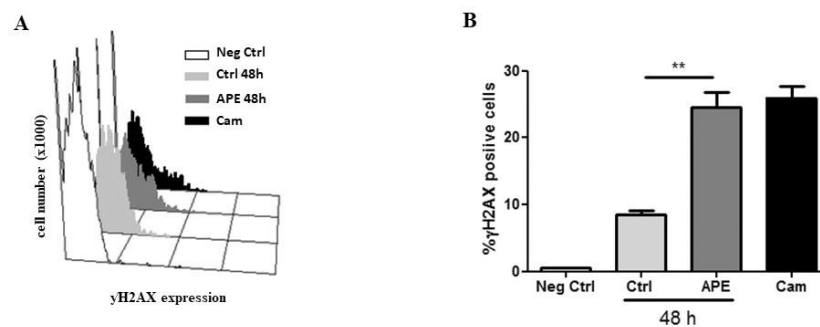 A
Neg Ctrl
Ctrl 48h
APE 48h
Cam
cell number (x1000)
yH2AX expression
B
**
%γH2AX posiive cells
30
20
10
0
Neg Ctrl Ctrl APE Cam
48 h